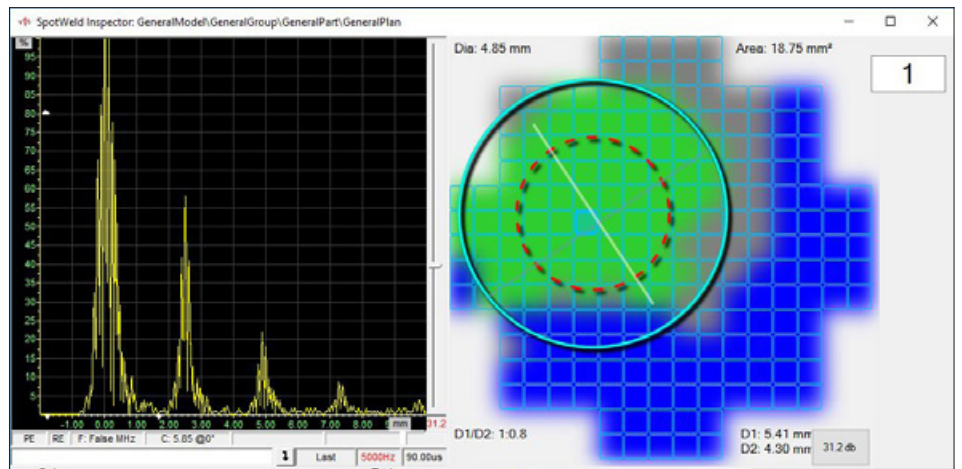 SpotWeld Inspector: GeneralModel\GeneralGroup\GeneralPart\GeneralPlan
%
95
90
85
80
75
70
65
60
55
50
45
40
35
30
25
20
15
10
5
-1.00 0.00 1.00 2.00 3.00 4.00 5.00 6.00 7.00 8.00 mm 31.2
PE RE F: False MHz C: 5.85 @0°
1 Last 5000Hz 90.00us
Dia: 4.85 mm
Area: 18.75 mm²
1
D1/D2: 1:0.8
D1: 5.41 mm
D2: 4.30 mm
31.2 db